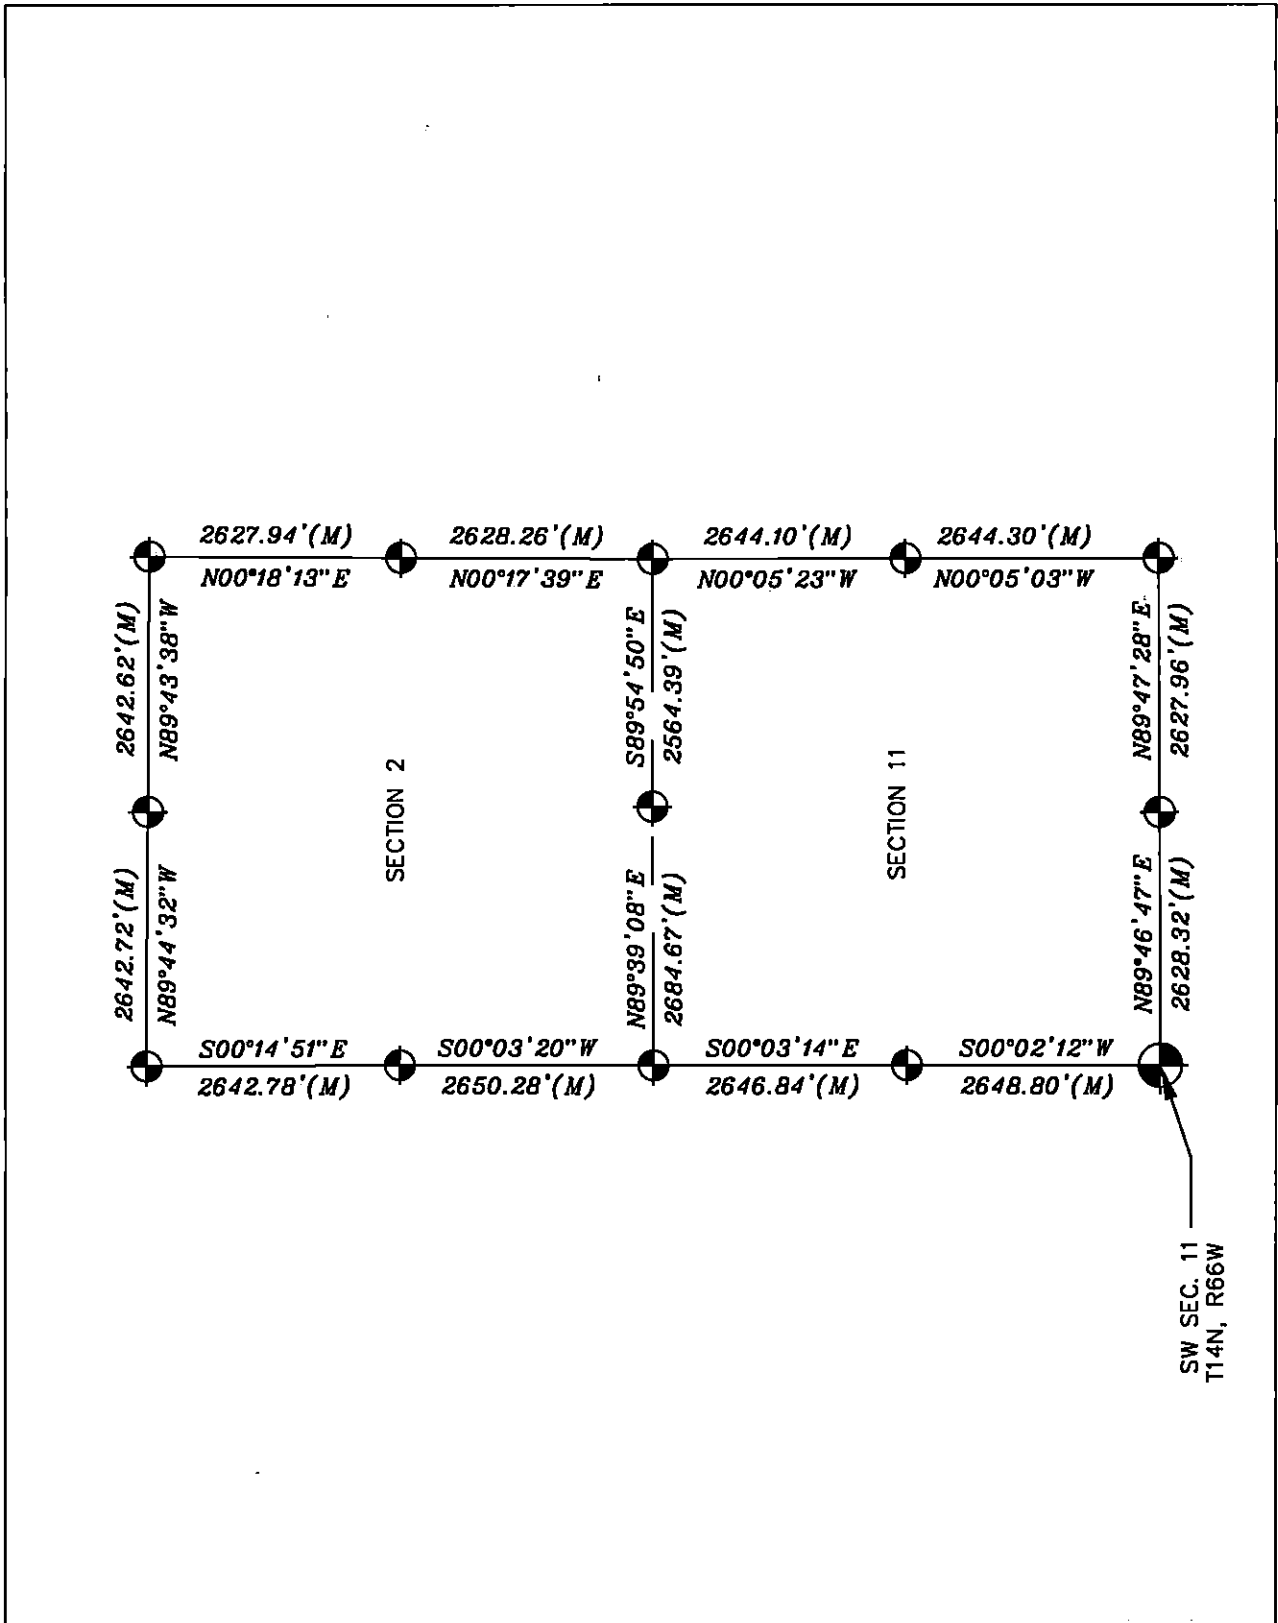 2627.94'(M)
N00°18'13"E
2628.26'(M)
N00°17'39"E
2644.10'(M)
N00°05'23"W
2644.30'(M)
N00°05'03"W
2642.62'(M)
N89°43'38"W
S89°54'50"E
2564.39'(M)
N89°47'28"E
2627.96'(M)
SECTION 2
SECTION 11
2642.72'(M)
N89°44'32"W
N89°39'08"E
2684.67'(M)
N89°46'47"E
2628.32'(M)
S00°14'51"E
2642.78'(M)
S00°03'20"W
2650.28'(M)
S00°03'14"E
2646.84'(M)
S00°02'12"W
2648.80'(M)
SW SEC. 11
T14N, R66W